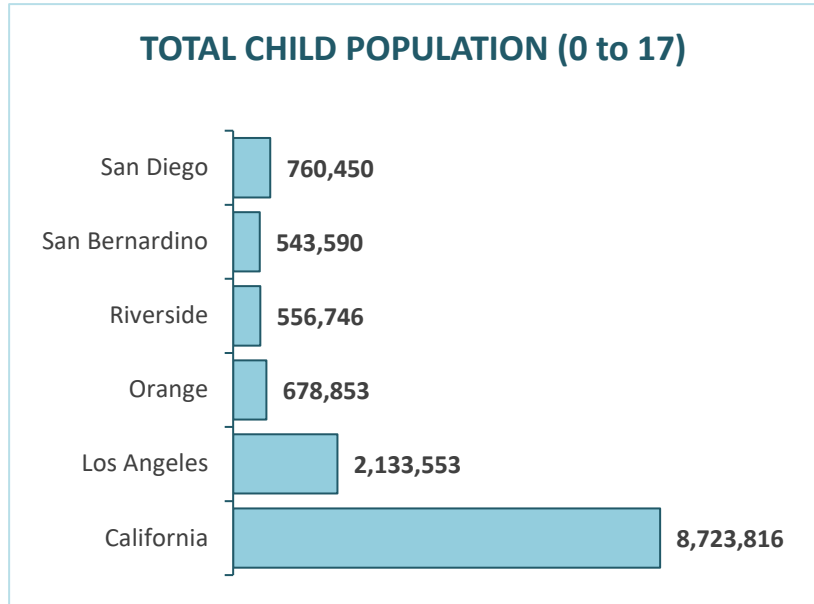 TOTAL CHILD POPULATION (0 to 17)
San Diego 760,450
San Bernardino 543,590
Riverside 556,746
Orange 678,853
Los Angeles 2,133,553
California 8,723,816